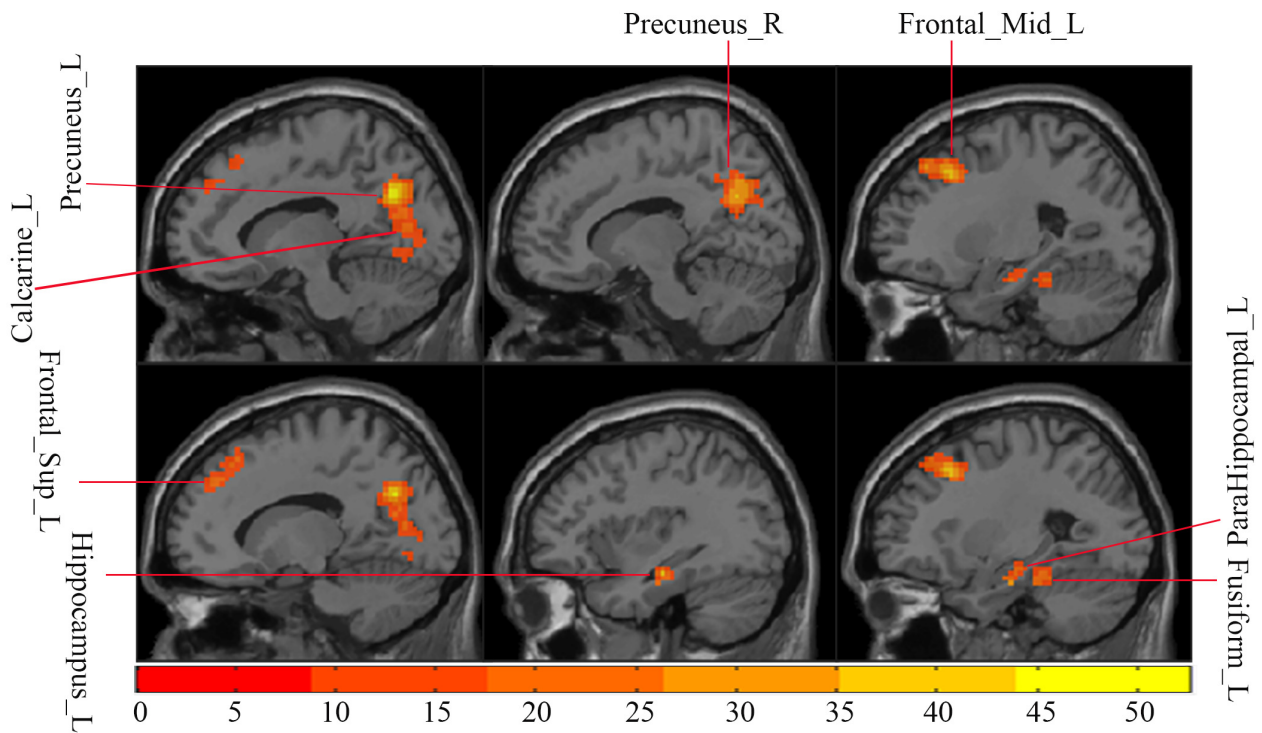 Precuneus_R
Frontal_Mid_L
Precuneus_L
Calcarine_L
Frontal_Sup_L
Hippocampus_L
ParaHippocampal_L
Fusiform_L
0 5 10 15 20 25 30 35 40 45 50